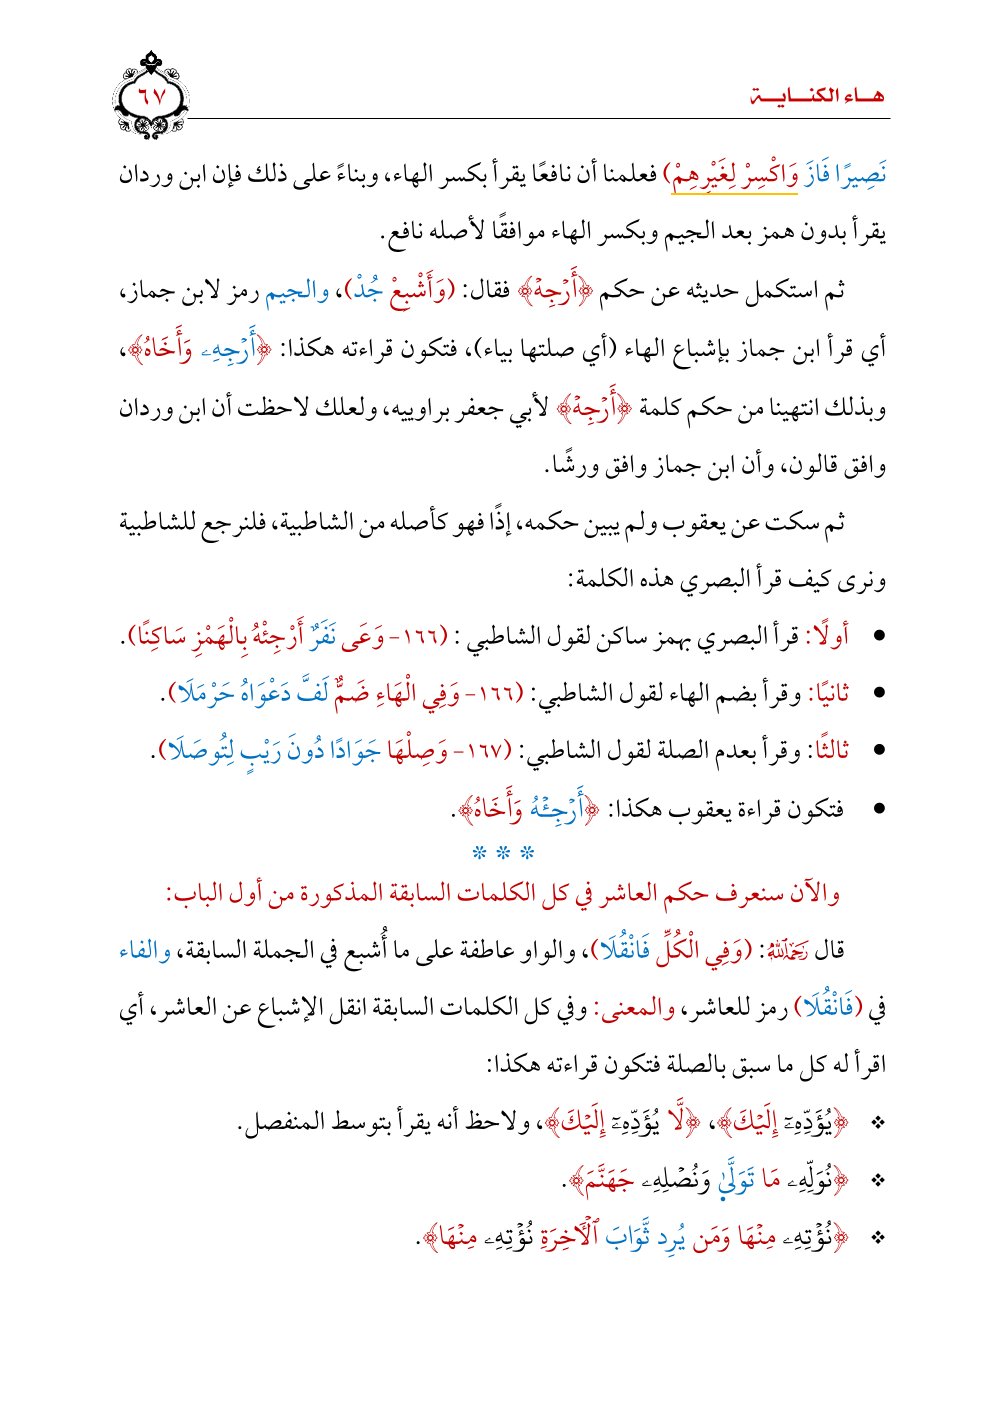 هـــاء الكنـــايـــة
٦٧
نَصِيرًا فَازَ وَاكْسِرْ لِغَيْرِهِمْ) فعلمنا أن نافعًا يقرأ بكسر الهاء، وبناءً على ذلك فإن ابن وردان
يقرأ بدون همز بعد الجيم وبكسر الهاء موافقًا لأصله نافع.
ثم استكمل حديثه عن حكم ﴿أَرۡجِهۡ﴾ فقال: (وَأَشْبِعْ جُدْ)، والجيم رمز لابن جماز،
أي قرأ ابن جماز بإشباع الهاء (أي صلتها بياء)، فتكون قراءته هكذا: ﴿أَرۡجِهِۦ وَأَخَاهُ﴾،
وبذلك انتهينا من حكم كلمة ﴿أَرۡجِهۡ﴾ لأبي جعفر براوييه، ولعلك لاحظت أن ابن وردان
وافق قالون، وأن ابن جماز وافق ورشًا.
ثم سكت عن يعقوب ولم يبين حكمه، إذًا فهو كأصله من الشاطبية، فلنرجع للشاطبية
ونرى كيف قرأ البصري هذه الكلمة:
● أولًا: قرأ البصري بهمز ساكن لقول الشاطبي : (١٦٦- وَعَى نَفَرٌ أَرْجِئْهُ بِالْهَمْزِ سَاكِنًا).
● ثانيًا: وقرأ بضم الهاء لقول الشاطبي: (١٦٦- وَفِي الْهَاءِ ضَمٌّ لَفَّ دَعْوَاهُ حَرْمَلَا).
● ثالثًا: وقرأ بعدم الصلة لقول الشاطبي: (١٦٧- وَصِلْهَا جَوَادًا دُونَ رَيْبٍ لِتُوصَلَا).
● فتكون قراءة يعقوب هكذا: ﴿أَرۡجِئۡهُ وَأَخَاهُ﴾.
* * *
والآن سنعرف حكم العاشر في كل الكلمات السابقة المذكورة من أول الباب:
قال رَحِمَهُ ٱللَّهُ: (وَفِي الْكُلِّ فَانْقُلَا)، والواو عاطفة على ما أُشبع في الجملة السابقة، والفاء
في (فَانْقُلَا) رمز للعاشر، والمعنى: وفي كل الكلمات السابقة انقل الإشباع عن العاشر، أي
اقرأ له كل ما سبق بالصلة فتكون قراءته هكذا:
❖ ﴿يُؤَدِّهِۦٓ إِلَيۡكَ﴾، ﴿لَّا يُؤَدِّهِۦٓ إِلَيۡكَ﴾، ولاحظ أنه يقرأ بتوسط المنفصل.
❖ ﴿نُوَلِّهِۦ مَا تَوَلَّىٰ وَنُصۡلِهِۦ جَهَنَّمَ﴾.
❖ ﴿نُؤۡتِهِۦ مِنۡهَا وَمَن يُرِد ثَّوَابَ ٱلۡأٓخِرَةِ نُؤۡتِهِۦ مِنۡهَا﴾.